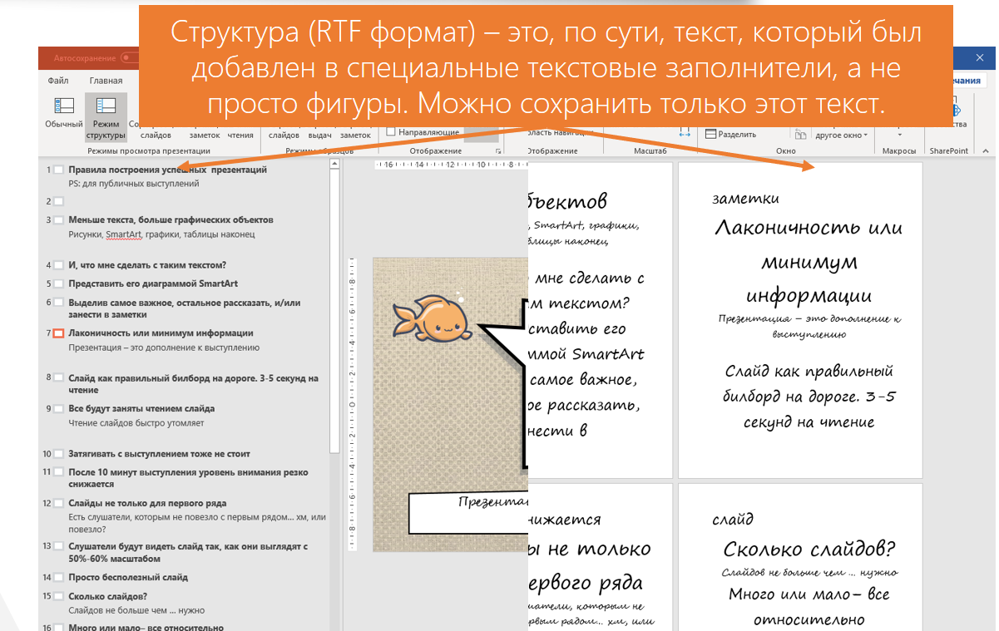 Структура (RTF формат) – это, по сути, текст, который был
добавлен в специальные текстовые заполнители, а не
просто фигуры. Можно сохранить только этот текст.
Автосохранение
Файл Главная
Обычный Режим
структуры
слайдов заметок чтения
Режимы просмотра презентации
слайдов выдач заметок
Направляющие
Отображение
Отображение
Масштаб
Разделить
другое окно
Окно
Макросы
SharePoint
1 Правила построения успешных презентаций
PS: для публичных выступлений
2
3 Меньше текста, больше графических объектов
Рисунки, SmartArt, графики, таблицы наконец
4 И, что мне сделать с таким текстом?
5 Представить его диаграммой SmartArt
6 Выделив самое важное, остальное рассказать, и/или
занести в заметки
7 Лаконичность или минимум информации
Презентация – это дополнение к выступлению
8 Слайд как правильный билборд на дороге. 3-5 секунд на
чтение
9 Все будут заняты чтением слайда
Чтение слайдов быстро утомляет
10 Затягивать с выступлением тоже не стоит
11 После 10 минут выступления уровень внимания резко
снижается
12 Слайды не только для первого ряда
Есть слушатели, которым не повезло с первым рядом... хм, или
повезло?
13 Слушатели будут видеть слайд так, как они выглядят с
50%-60% масштабом
14 Просто бесполезный слайд
15 Сколько слайдов?
Слайдов не больше чем ... нужно
16 Много или мало– все относительно
16 14 12 10 8
Презента
бъектов
, SmartArt, графики,
блицы наконец
мне сделать с
м текстом?
ставить его
ммой SmartArt
самое важное,
ое рассказать,
нести в
нижается
ы не только
ервого ряда
шатели, которым не
рвым рядом... хм, или
заметки
Лаконичность или
минимум
информации
Презентация – это дополнение к
выступлению
Слайд как правильный
билборд на дороге. 3-5
секунд на чтение
слайд
Сколько слайдов?
Слайдов не больше чем ... нужно
Много или мало– все
относительно